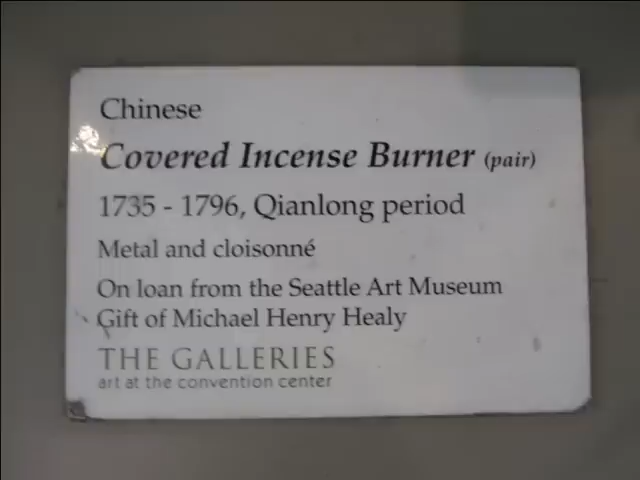 Chinese
Covered Incense Burner (pair)
1735 - 1796, Qianlong period
Metal and cloisonné
On loan from the Seattle Art Museum
Gift of Michael Henry Healy
THE GALLERIES
art at the convention center